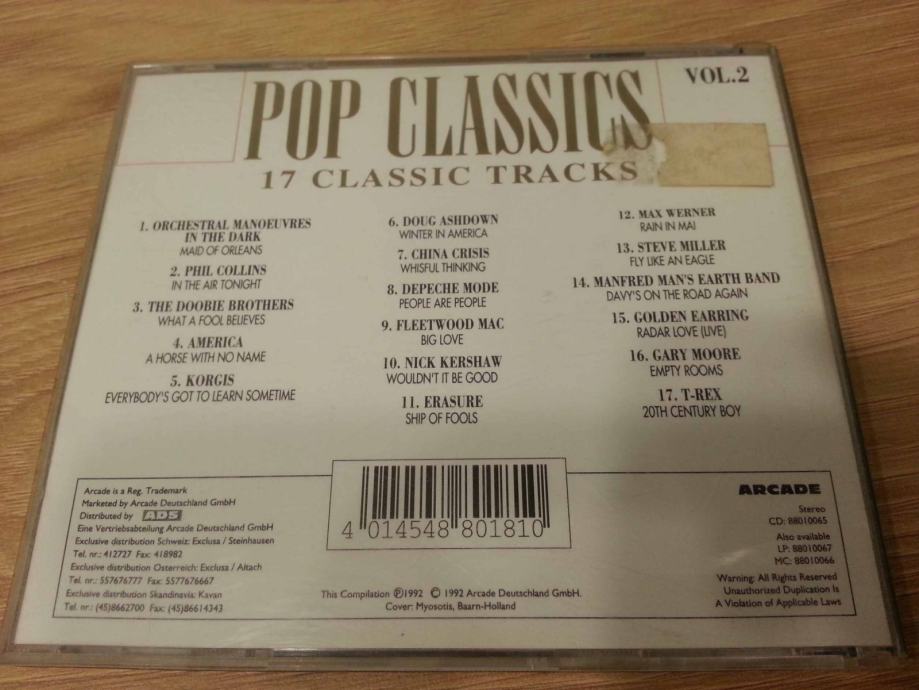 POP CLASSICS
VOL.2
17 CLASSIC TRACKS
1. ORCHESTRAL MANOEUVRES
IN THE DARK
MAID OF ORLEANS
2. PHIL COLLINS
IN THE AIR TONIGHT
3. THE DOOBIE BROTHERS
WHAT A FOOL BELIEVES
4. AMERICA
A HORSE WITH NO NAME
5. KORGIS
EVERYBODY'S GOT TO LEARN SOMETIME
6. DOUG ASHDOWN
WINTER IN AMERICA
7. CHINA CRISIS
WHISFUL THINKING
8. DEPECHE MODE
PEOPLE ARE PEOPLE
9. FLEETWOOD MAC
BIG LOVE
10. NICK KERSHAW
WOULDN'T IT BE GOOD
11. ERASURE
SHIP OF FOOLS
12. MAX WERNER
RAIN IN MAI
13. STEVE MILLER
FLY LIKE AN EAGLE
14. MANFRED MAN'S EARTH BAND
DAVY'S ON THE ROAD AGAIN
15. GOLDEN EARRING
RADAR LOVE (LIVE)
16. GARY MOORE
EMPTY ROOMS
17. T-REX
20TH CENTURY BOY
Arcade is a Reg. Trademark
Marketed by Arcade Deutschland GmbH
Distributed by ADS
Eine Vertriebsabteilung Arcade Deutschland GmbH
Exclusive distribution Schweiz: Exclusa / Steinhausen
Tel. nr.: 412727 Fax: 418982
Exclusive distribution Osterreich: Exclusa / Altach
Tel. nr.: 557676777 Fax: 5577676667
Exclusive distribution Skandinavia: Kavan
Tel. nr.: (45)8662700 Fax: (45)86614343
4 014548 801810
This Compilation ℗1992 © 1992 Arcade Deutschland GmbH.
Cover: Myosotis, Baarn-Holland
ARCADE
Stereo
CD: 88010065
Also available
LP: 88010067
MC: 88010066
Warning: All Rights Reserved
Unauthorized Duplication Is
A Violation of Applicable Laws